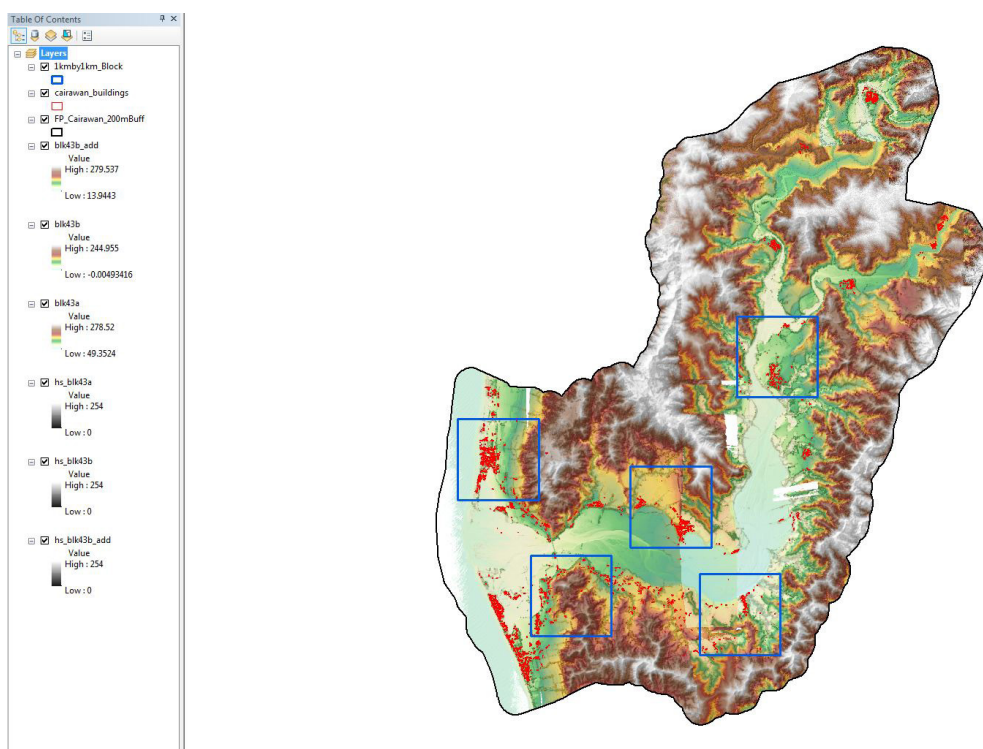 Table Of Contents
Layers
1kmby1km_Block
cairawan_buildings
FP_Cairawan_200mBuff
blk43b_add
Value
High : 279.537
Low : 13.9443
blk43b
Value
High : 244.955
Low : -0.00493416
blk43a
Value
High : 278.52
Low : 49.3524
hs_blk43a
Value
High : 254
Low : 0
hs_blk43b
Value
High : 254
Low : 0
hs_blk43b_add
Value
High : 254
Low : 0